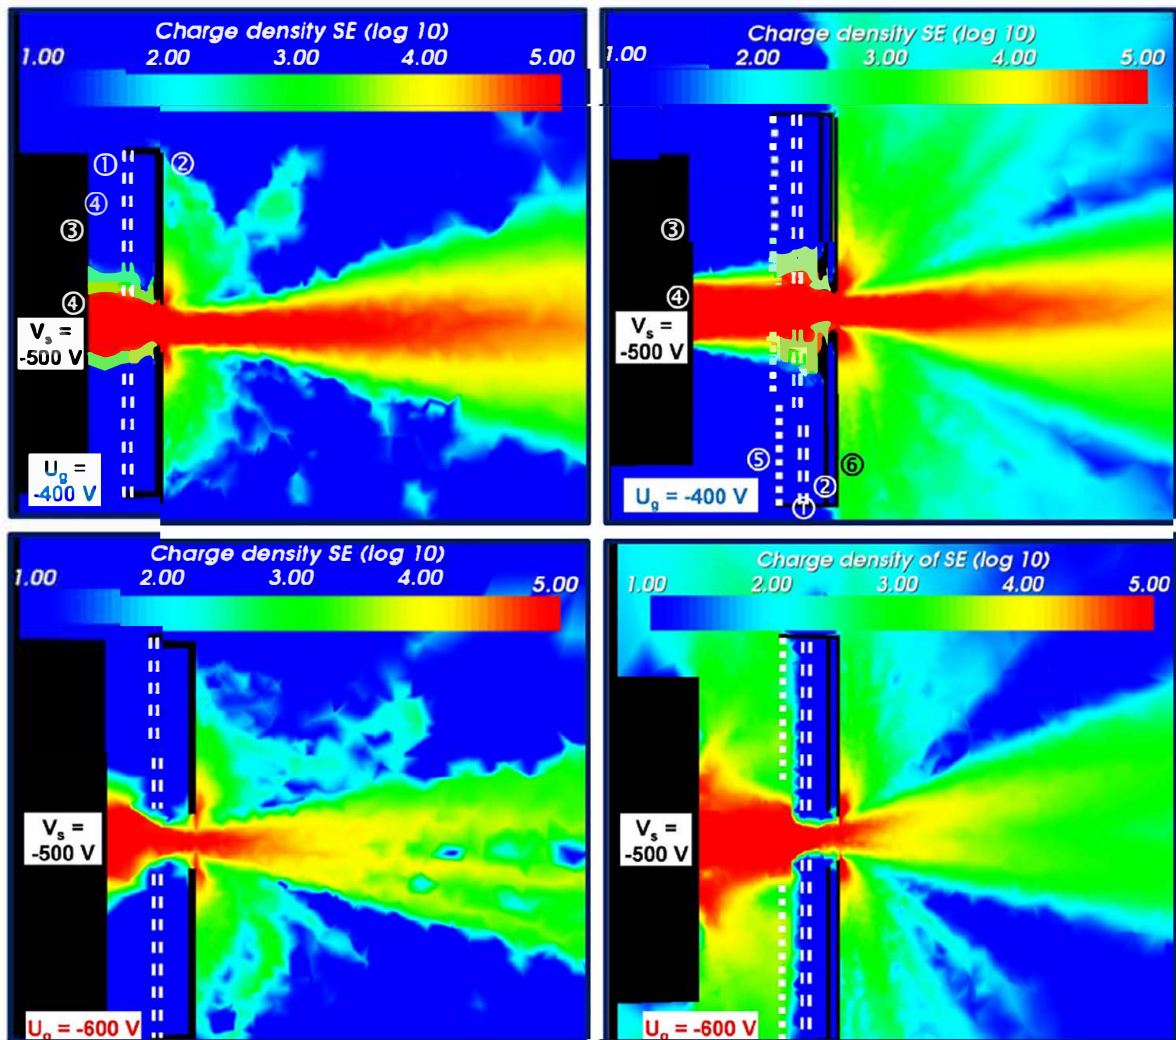 Charge density SE (log 10)
1.00 2.00 3.00 4.00 5.00
①
②
④
③
④
V_s =
-500 V
U_g =
-400 V
Charge density SE (log 10)
1.00 2.00 3.00 4.00 5.00
③
④
V_s =
-500 V
⑤
⑥
②
①
U_g = -400 V
Charge density SE (log 10)
1.00 2.00 3.00 4.00 5.00
V_s =
-500 V
U_g = -600 V
Charge density of SE (log 10)
1.00 2.00 3.00 4.00 5.00
V_s =
-500 V
U_g = -600 V